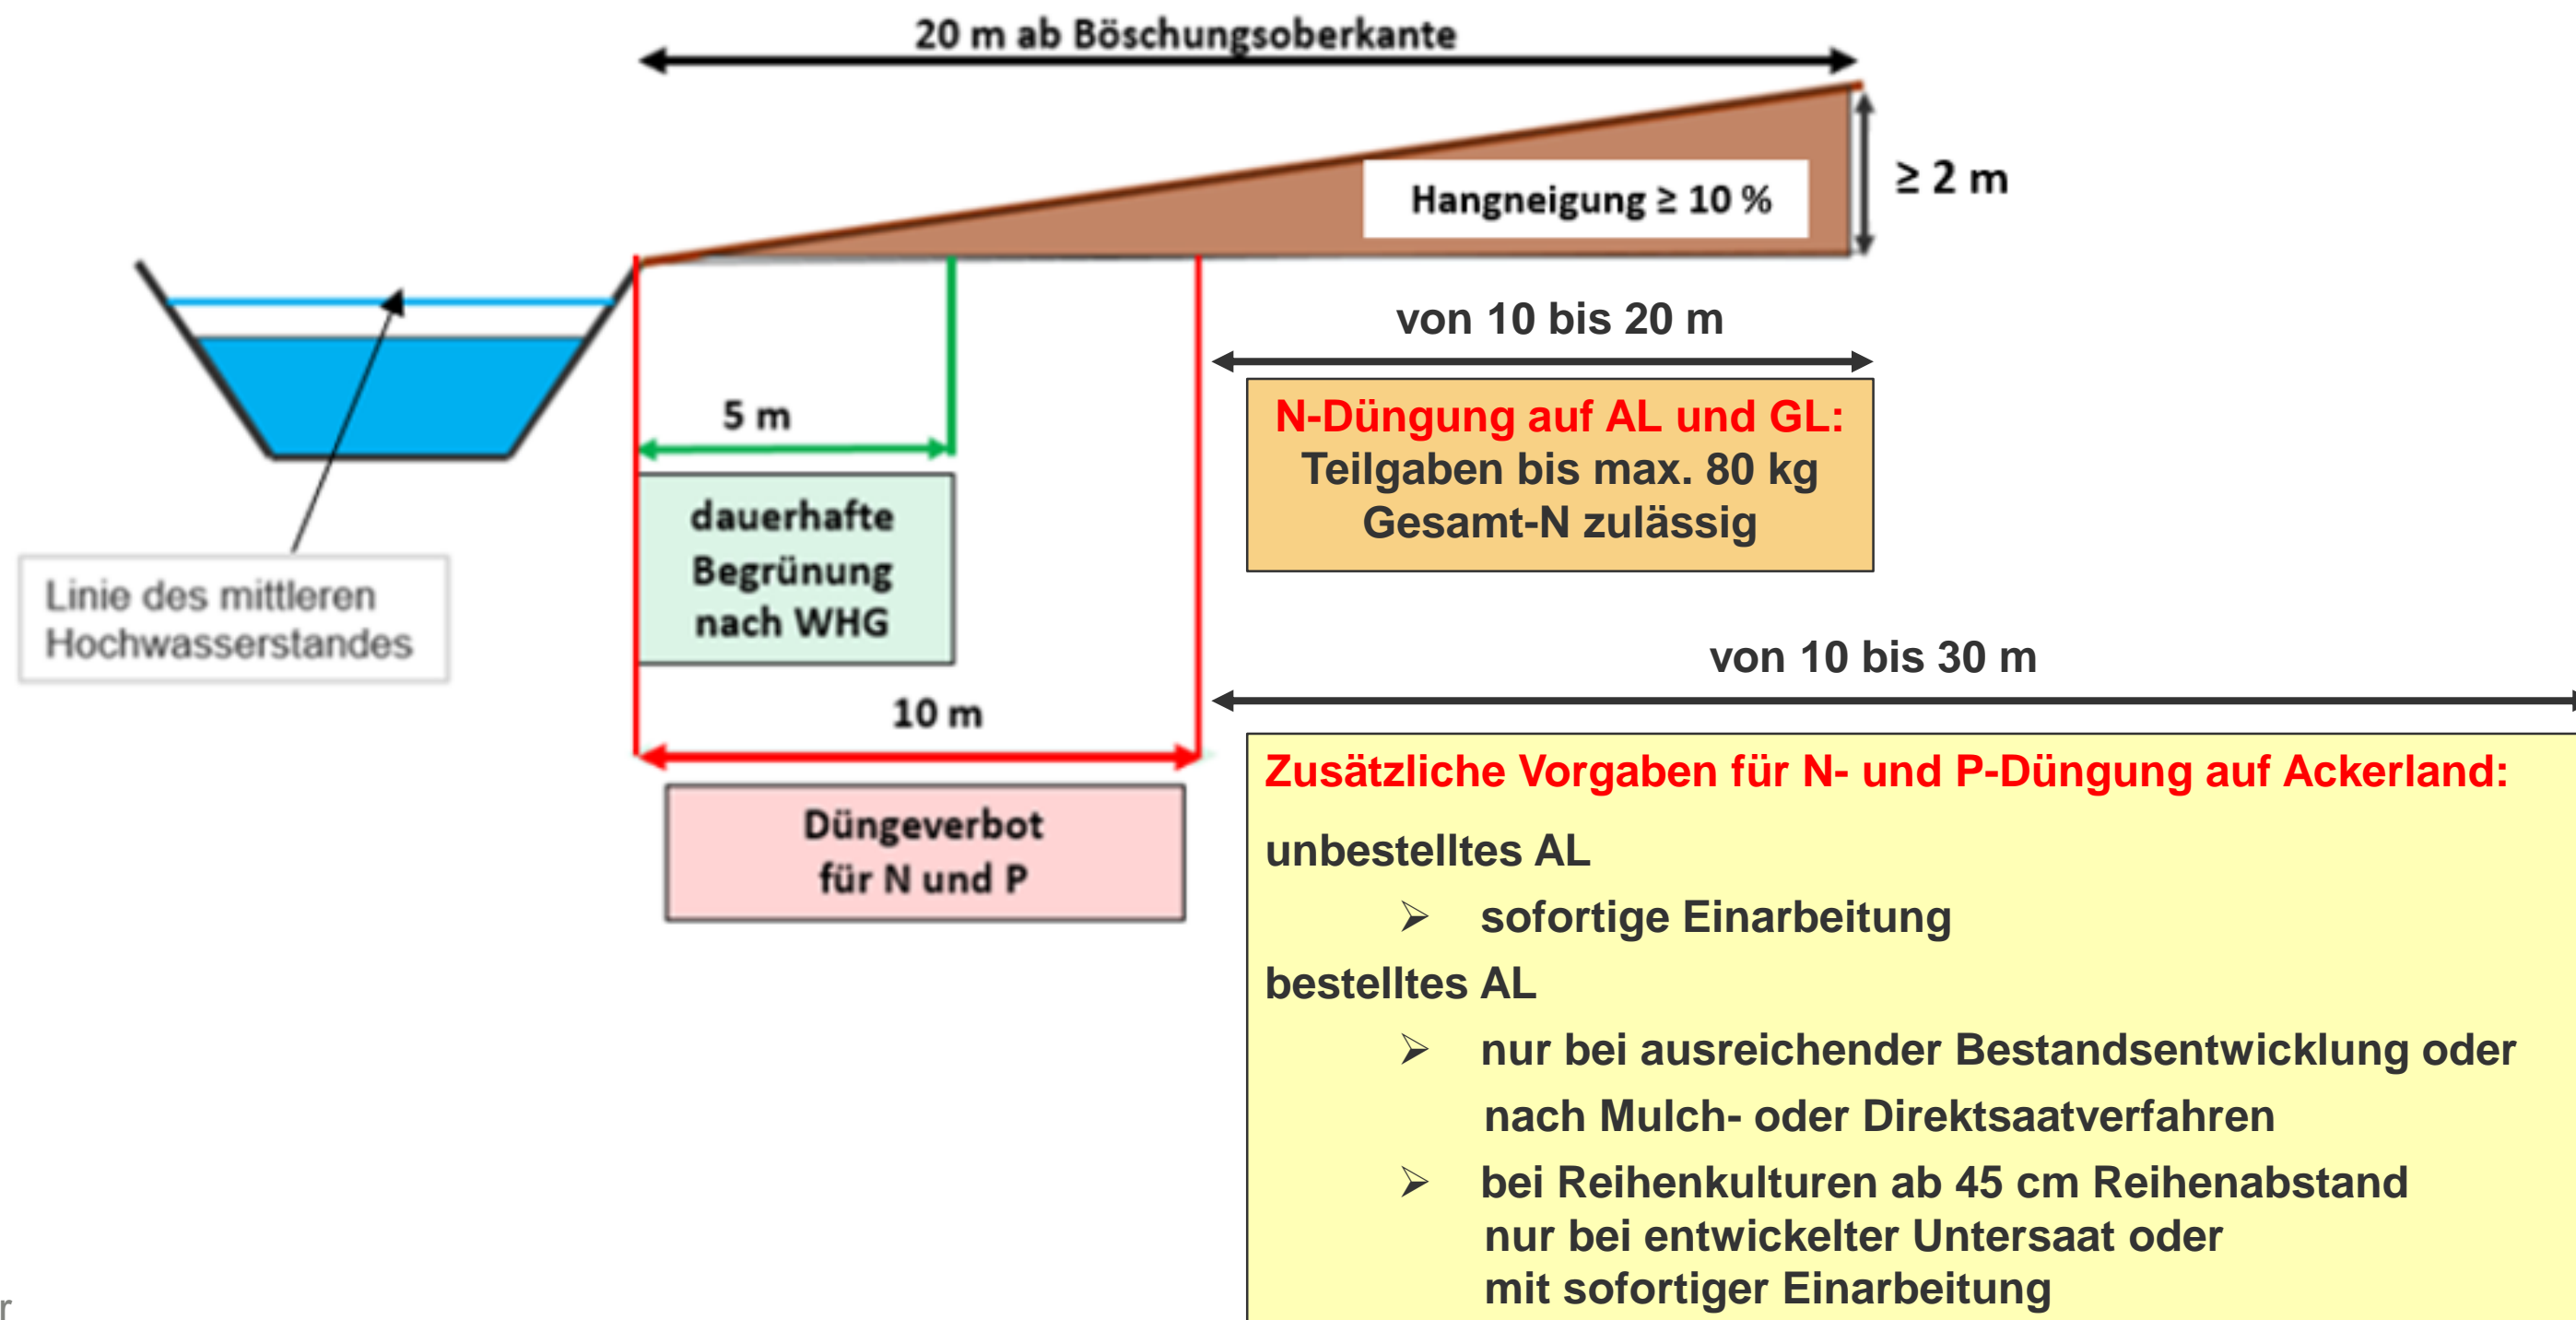 20 m ab Böschungsoberkante
Hangneigung ≥ 10 %
≥ 2 m
von 10 bis 20 m
5 m
N-Düngung auf AL und GL:
Teilgaben bis max. 80 kg
Gesamt-N zulässig
dauerhafte
Begrünung
nach WHG
Linie des mittleren
Hochwasserstandes
von 10 bis 30 m
10 m
Düngeverbot
für N und P
Zusätzliche Vorgaben für N- und P-Düngung auf Ackerland:
unbestelltes AL
➢ sofortige Einarbeitung
bestelltes AL
➢ nur bei ausreichender Bestandsentwicklung oder
nach Mulch- oder Direktsaatverfahren
➢ bei Reihenkulturen ab 45 cm Reihenabstand
nur bei entwickelter Untersaat oder
mit sofortiger Einarbeitung
r